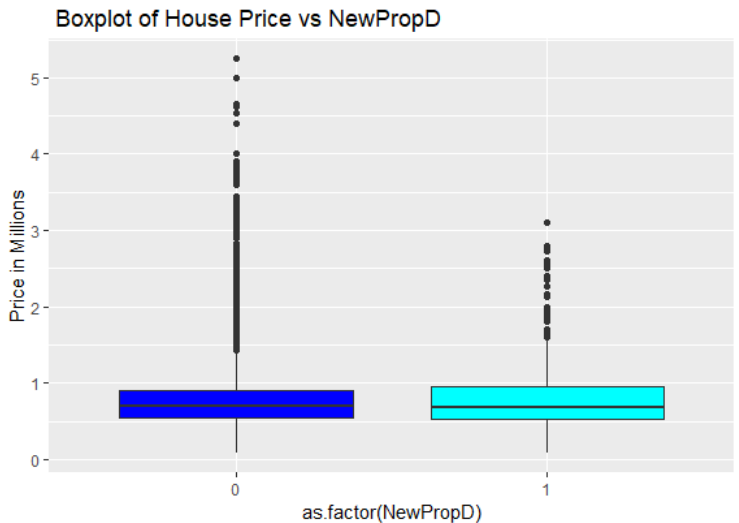 Boxplot of House Price vs NewPropD
Price in Millions
5
4
3
2
1
0
0 1
as.factor(NewPropD)